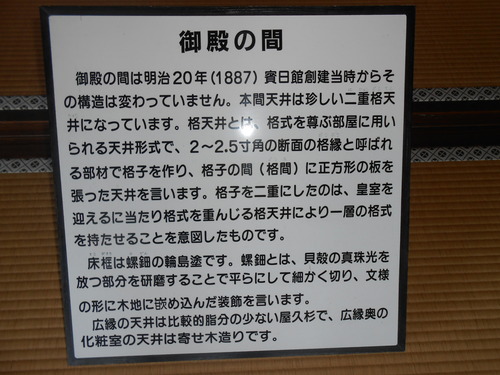 御殿の間
御殿の間は明治20年(1887)賓日館創建当時からそ
の構造は変わっていません。本間天井は珍しい二重格天
井になっています。格天井とは、格式を尊ぶ部屋に用い
られる天井形式で、2~2.5寸角の断面の格縁と呼ばれ
る部材で格子を作り、格子の間(格間)に正方形の板を
張った天井を言います。格子を二重にしたのは、皇室を
迎えるに当たり格式を重んじる格天井により一層の格式
を持たせることを意図したものです。
床框は螺鈿の輪島塗です。螺鈿とは、貝殻の真珠光を
放つ部分を研磨することで平らにして細かく切り、文様
の形に木地に嵌め込んだ装飾を言います。
広縁の天井は比較的脂分の少ない屋久杉で、広縁奥の
化粧室の天井は寄せ木造りです。